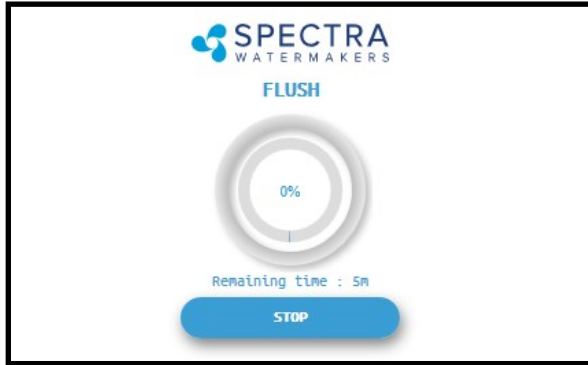 SPECTRA
WATERMAKERS
FLUSH
0%
Remaining time : 5m
STOP